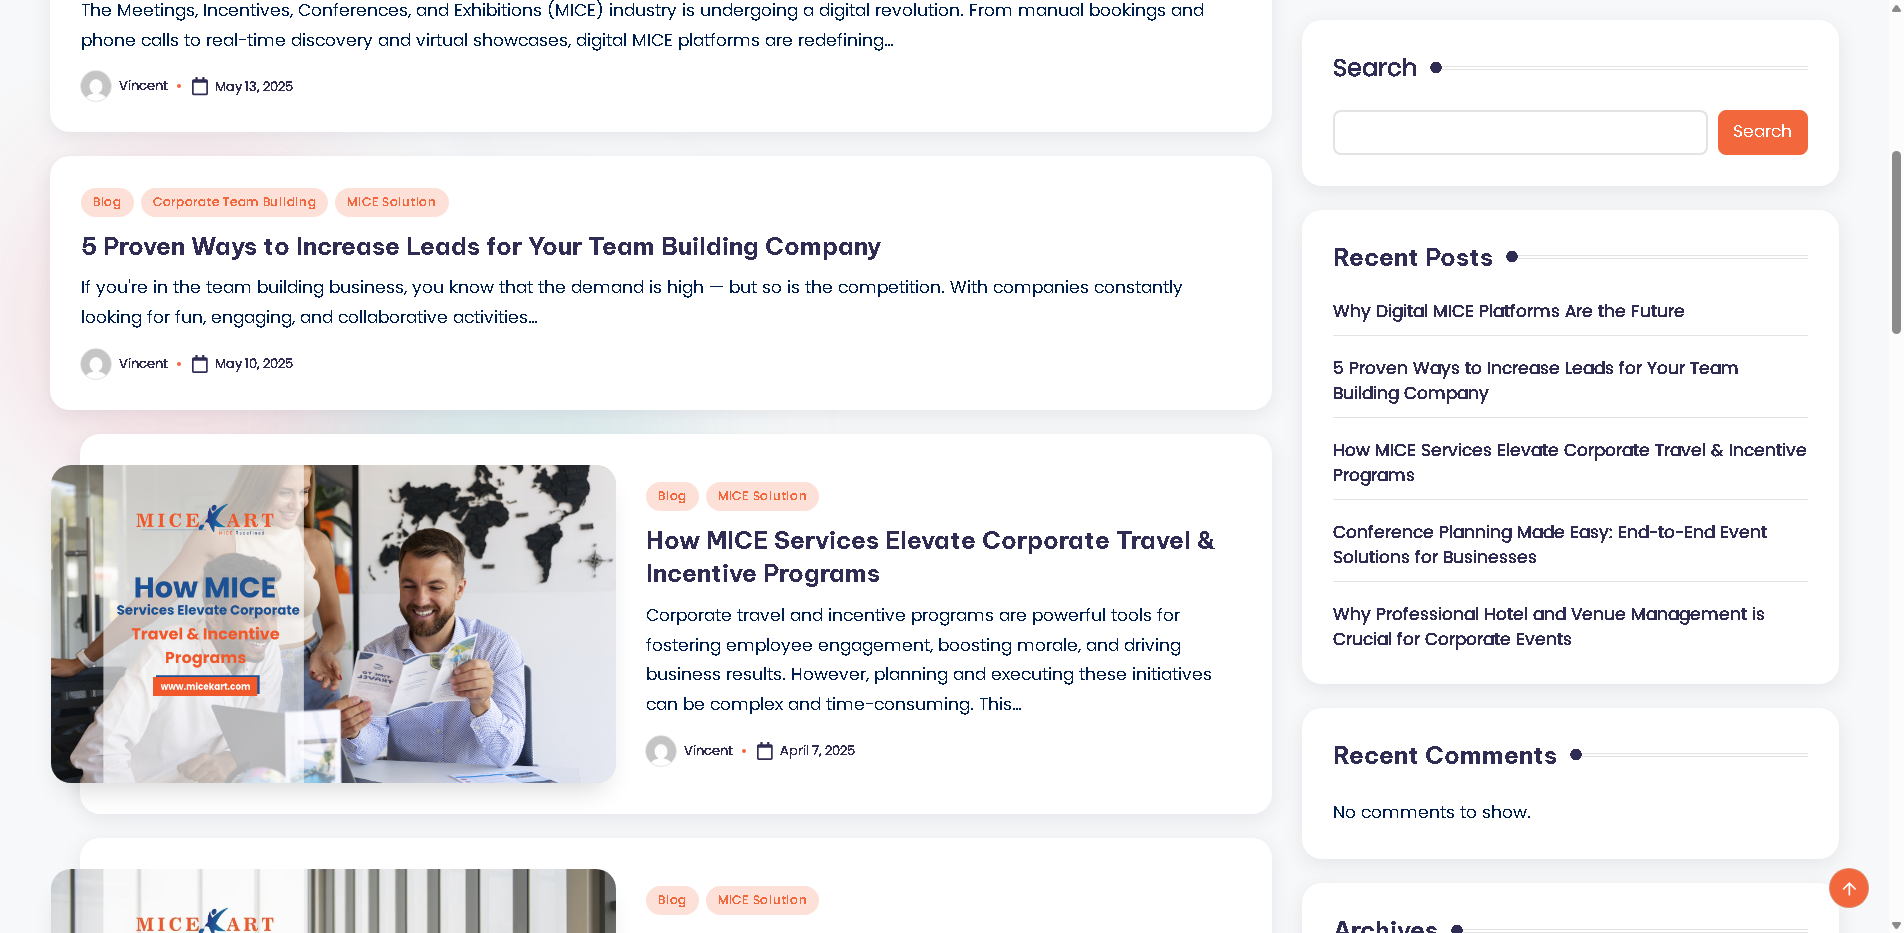 The Meetings, Incentives, Conferences, and Exhibitions (MICE) industry is undergoing a digital revolution. From manual bookings and
phone calls to real-time discovery and virtual showcases, digital MICE platforms are redefining...
Vincent • May 13, 2025
Blog Corporate Team Building MICE Solution
5 Proven Ways to Increase Leads for Your Team Building Company
If you're in the team building business, you know that the demand is high — but so is the competition. With companies constantly
looking for fun, engaging, and collaborative activities...
Vincent • May 10, 2025
MICEKART
MICE Redefined
How MICE
Services Elevate Corporate
Travel & Incentive
Programs
www.micekart.com
Blog MICE Solution
How MICE Services Elevate Corporate Travel &
Incentive Programs
Corporate travel and incentive programs are powerful tools for
fostering employee engagement, boosting morale, and driving
business results. However, planning and executing these initiatives
can be complex and time-consuming. This...
Vincent • April 7, 2025
MICEKART
Blog MICE Solution
Search
Search
Recent Posts
Why Digital MICE Platforms Are the Future
5 Proven Ways to Increase Leads for Your Team
Building Company
How MICE Services Elevate Corporate Travel & Incentive
Programs
Conference Planning Made Easy: End-to-End Event
Solutions for Businesses
Why Professional Hotel and Venue Management is
Crucial for Corporate Events
Recent Comments
No comments to show.
Archives